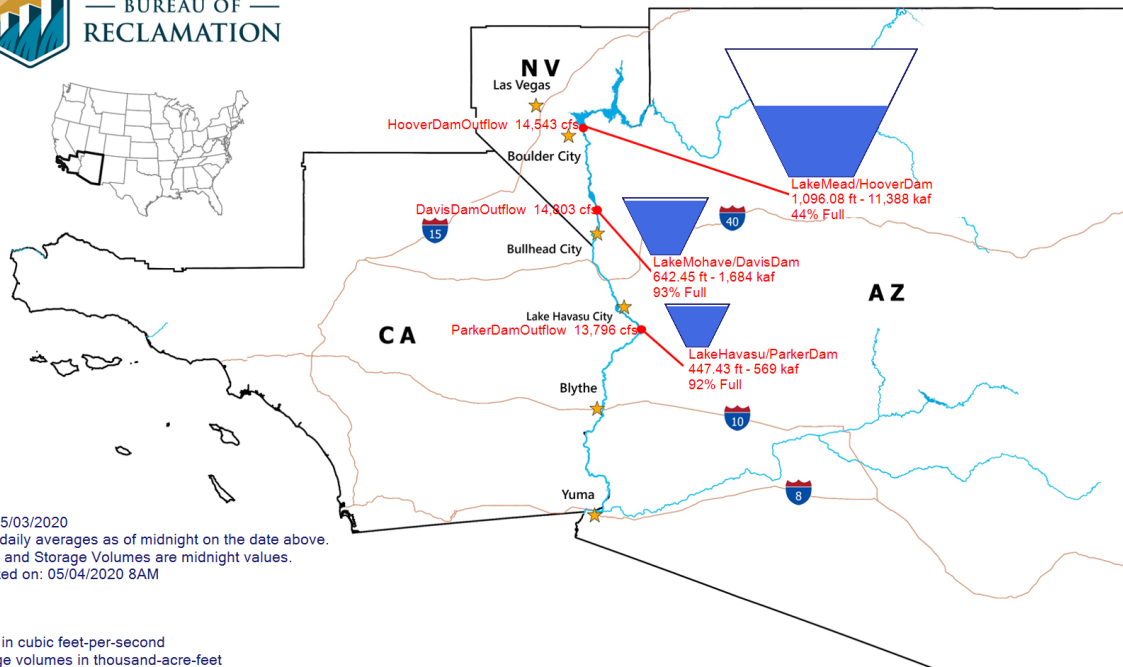 — BUREAU OF —
RECLAMATION
NV
Las Vegas
HooverDamOutflow 14,543 cfs
Boulder City
LakeMead/HooverDam
1,096.08 ft - 11,388 kaf
44% Full
DavisDamOutflow 14,803 cfs
40
15
Bullhead City
LakeMohave/DavisDam
642.45 ft - 1,684 kaf
93% Full
AZ
Lake Havasu City
CA
ParkerDamOutflow 13,796 cfs
LakeHavasu/ParkerDam
447.43 ft - 569 kaf
92% Full
Blythe
10
Yuma
8
5/03/2020
daily averages as of midnight on the date above.
and Storage Volumes are midnight values.
ed on: 05/04/2020 8AM
in cubic feet-per-second
ge volumes in thousand-acre-feet